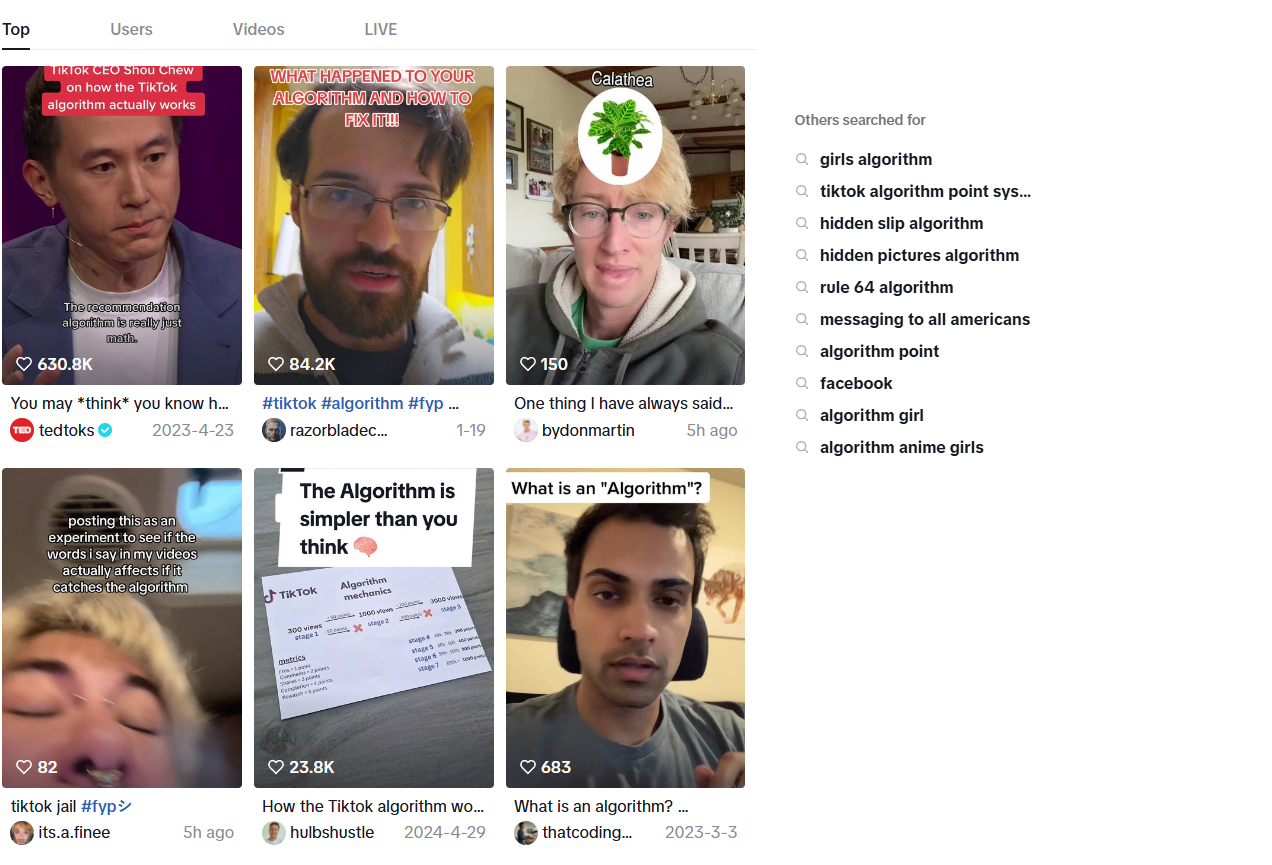 Top Users Videos LIVE
TikTok CEO Shou Chew
on how the TikTok
algorithm actually works
The recommendation
algorithm is really just
math.
630.8K
You may *think* you know h...
TED tedtoks 2023-4-23
WHAT HAPPENED TO YOUR
ALGORITHM AND HOW TO
FIX IT!!!
84.2K
#tiktok #algorithm #fyp ...
razorbladec... 1-19
Calathea
150
One thing I have always said...
bydonmartin 5h ago
posting this as an
experiment to see if the
words i say in my videos
actually affects if it
catches the algorithm
82
tiktok jail #fypシ
its.a.finee 5h ago
The Algorithm is
simpler than you
think 🧠
TikTok
Algorithm
mechanics
300 views 1000 views 3000 views
stage 1 stage 2 stage 3
stage 4
stage 5
stage 6
stage 7
metrics
23.8K
How the Tiktok algorithm wo...
hulbshustle 2024-4-29
What is an "Algorithm"?
683
What is an algorithm? ...
thatcoding... 2023-3-3
Others searched for
girls algorithm
tiktok algorithm point sys...
hidden slip algorithm
hidden pictures algorithm
rule 64 algorithm
messaging to all americans
algorithm point
facebook
algorithm girl
algorithm anime girls